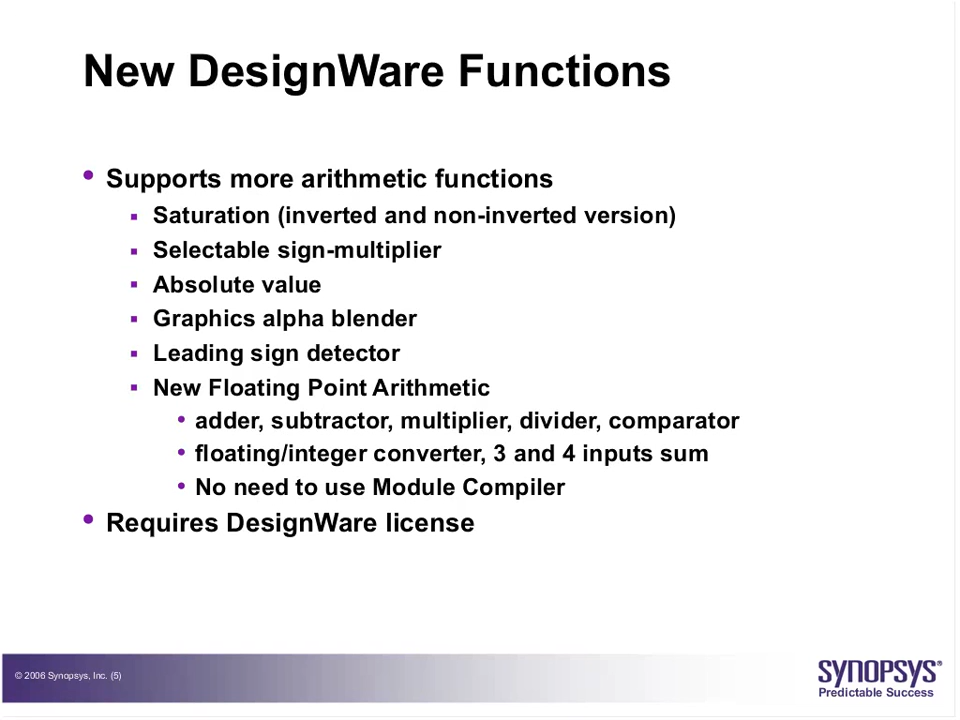 New DesignWare Functions
• Supports more arithmetic functions
▪ Saturation (inverted and non-inverted version)
▪ Selectable sign-multiplier
▪ Absolute value
▪ Graphics alpha blender
▪ Leading sign detector
▪ New Floating Point Arithmetic
• adder, subtractor, multiplier, divider, comparator
• floating/integer converter, 3 and 4 inputs sum
• No need to use Module Compiler
• Requires DesignWare license
© 2006 Synopsys, Inc. (5)
SYNOPSYS®
Predictable Success